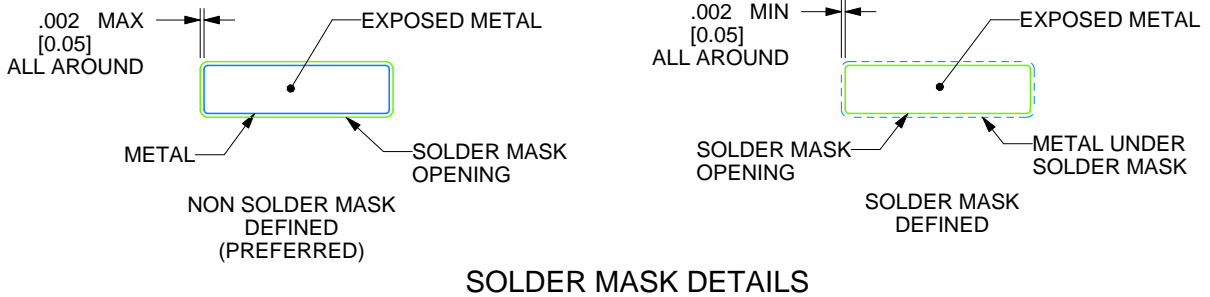 .002 MAX
[0.05]
ALL AROUND
EXPOSED METAL
METAL
SOLDER MASK
OPENING
NON SOLDER MASK
DEFINED
(PREFERRED)
.002 MIN
[0.05]
ALL AROUND
EXPOSED METAL
SOLDER MASK
OPENING
METAL UNDER
SOLDER MASK
SOLDER MASK
DEFINED
SOLDER MASK DETAILS